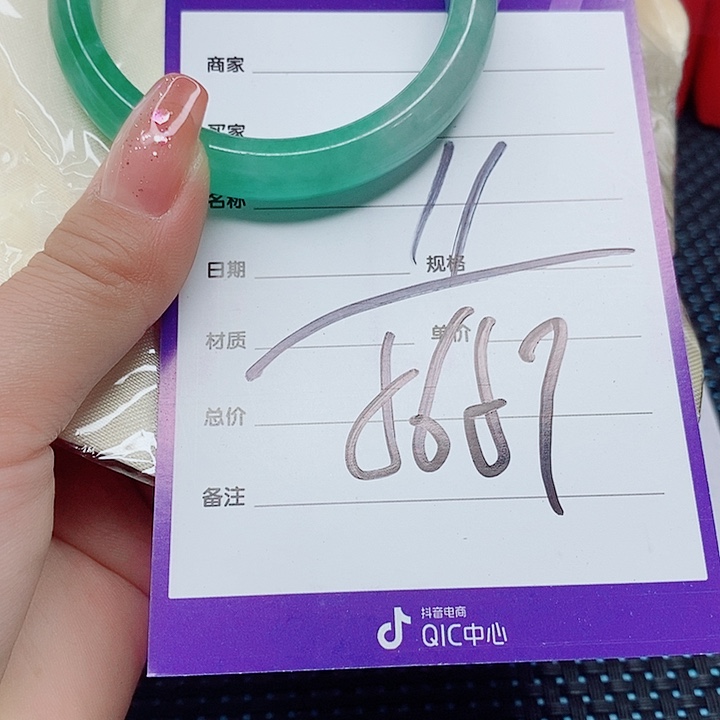 商家
买家
名称
11
日期 规格
材质 单价
总价
备注
抖音电商
QIC中心